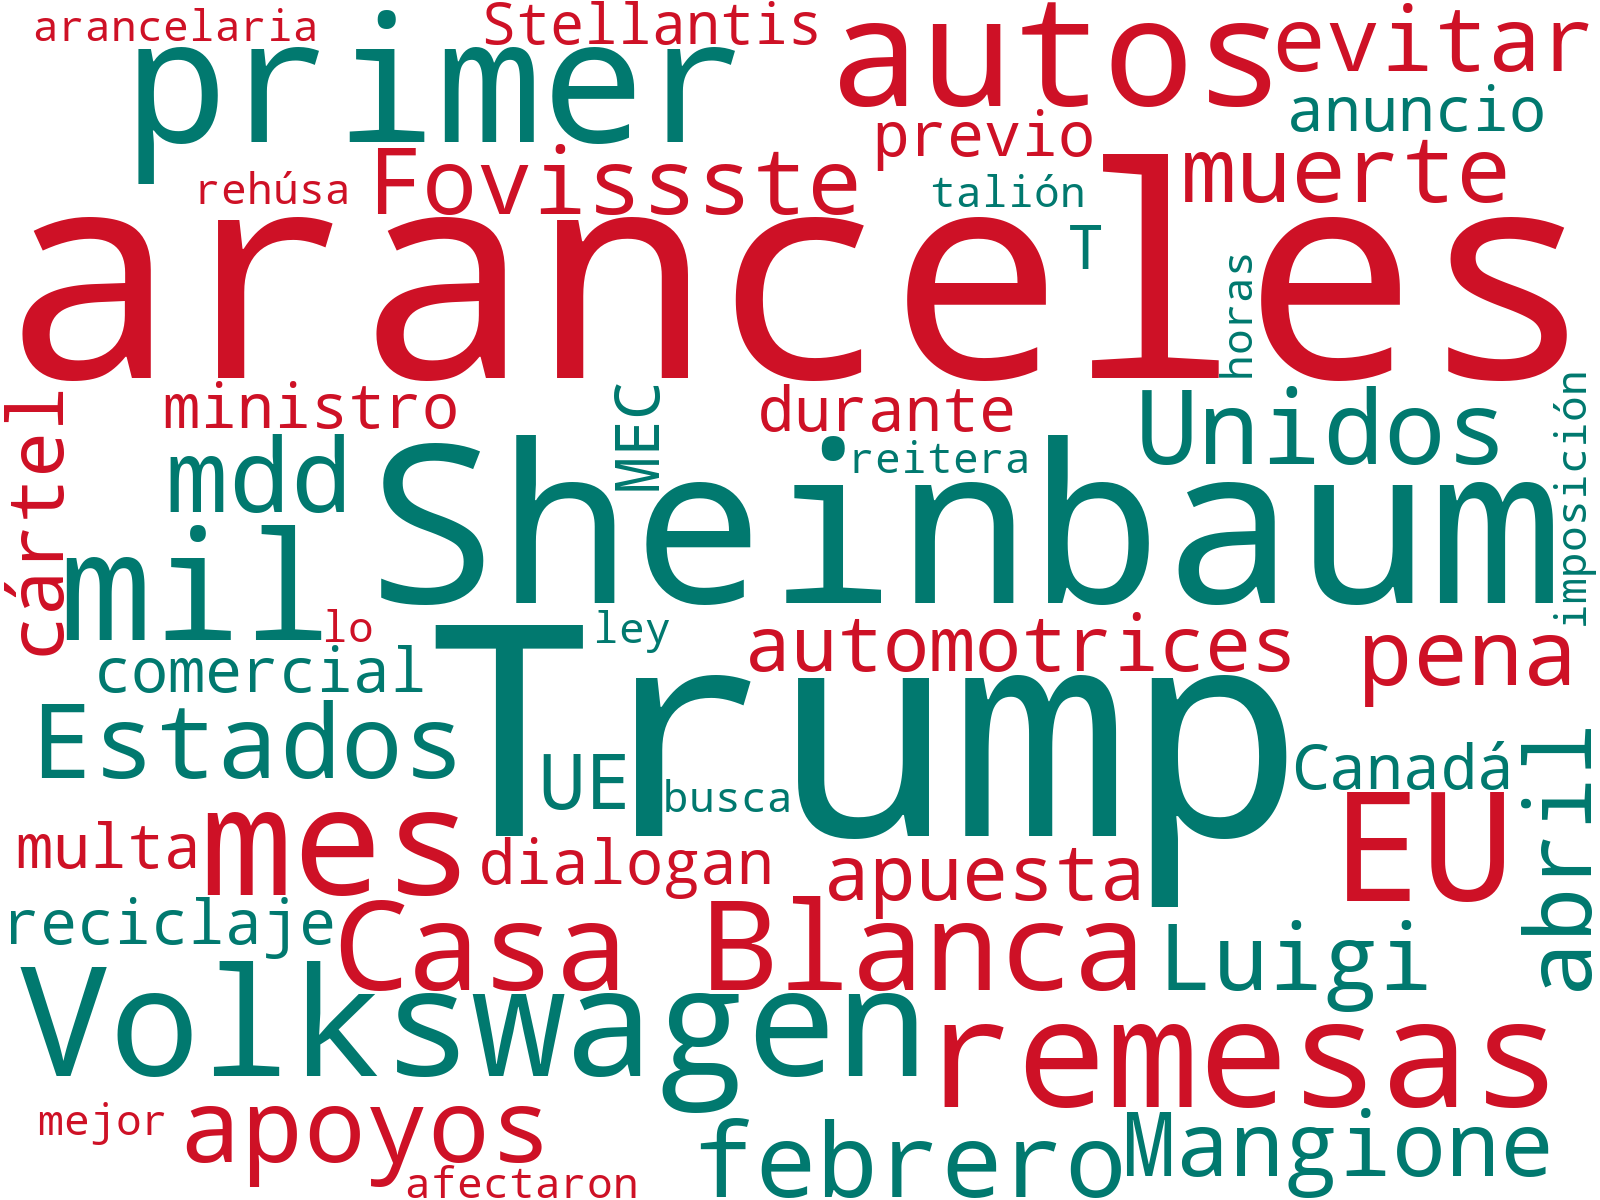 arancelaria
Stellantis
primer
autos
evitar
anuncio
previo
muerte
rehúsa
Fovissste
talión
T
aranceles
horas
cártel
ministro
MEC
durante
Unidos
imposición
mdd
Sheinbaum
reitera
mil
lo
ley
comercial
Trump
automotrices
pena
Estados
UE
busca
Canadá
abril
multa
mes
dialogan
apuesta
EU
reciclaje
Casa Blanca
Luigi
Volkswagen
remesas
mejor
apoyos
afectaron
febrero
Mangione